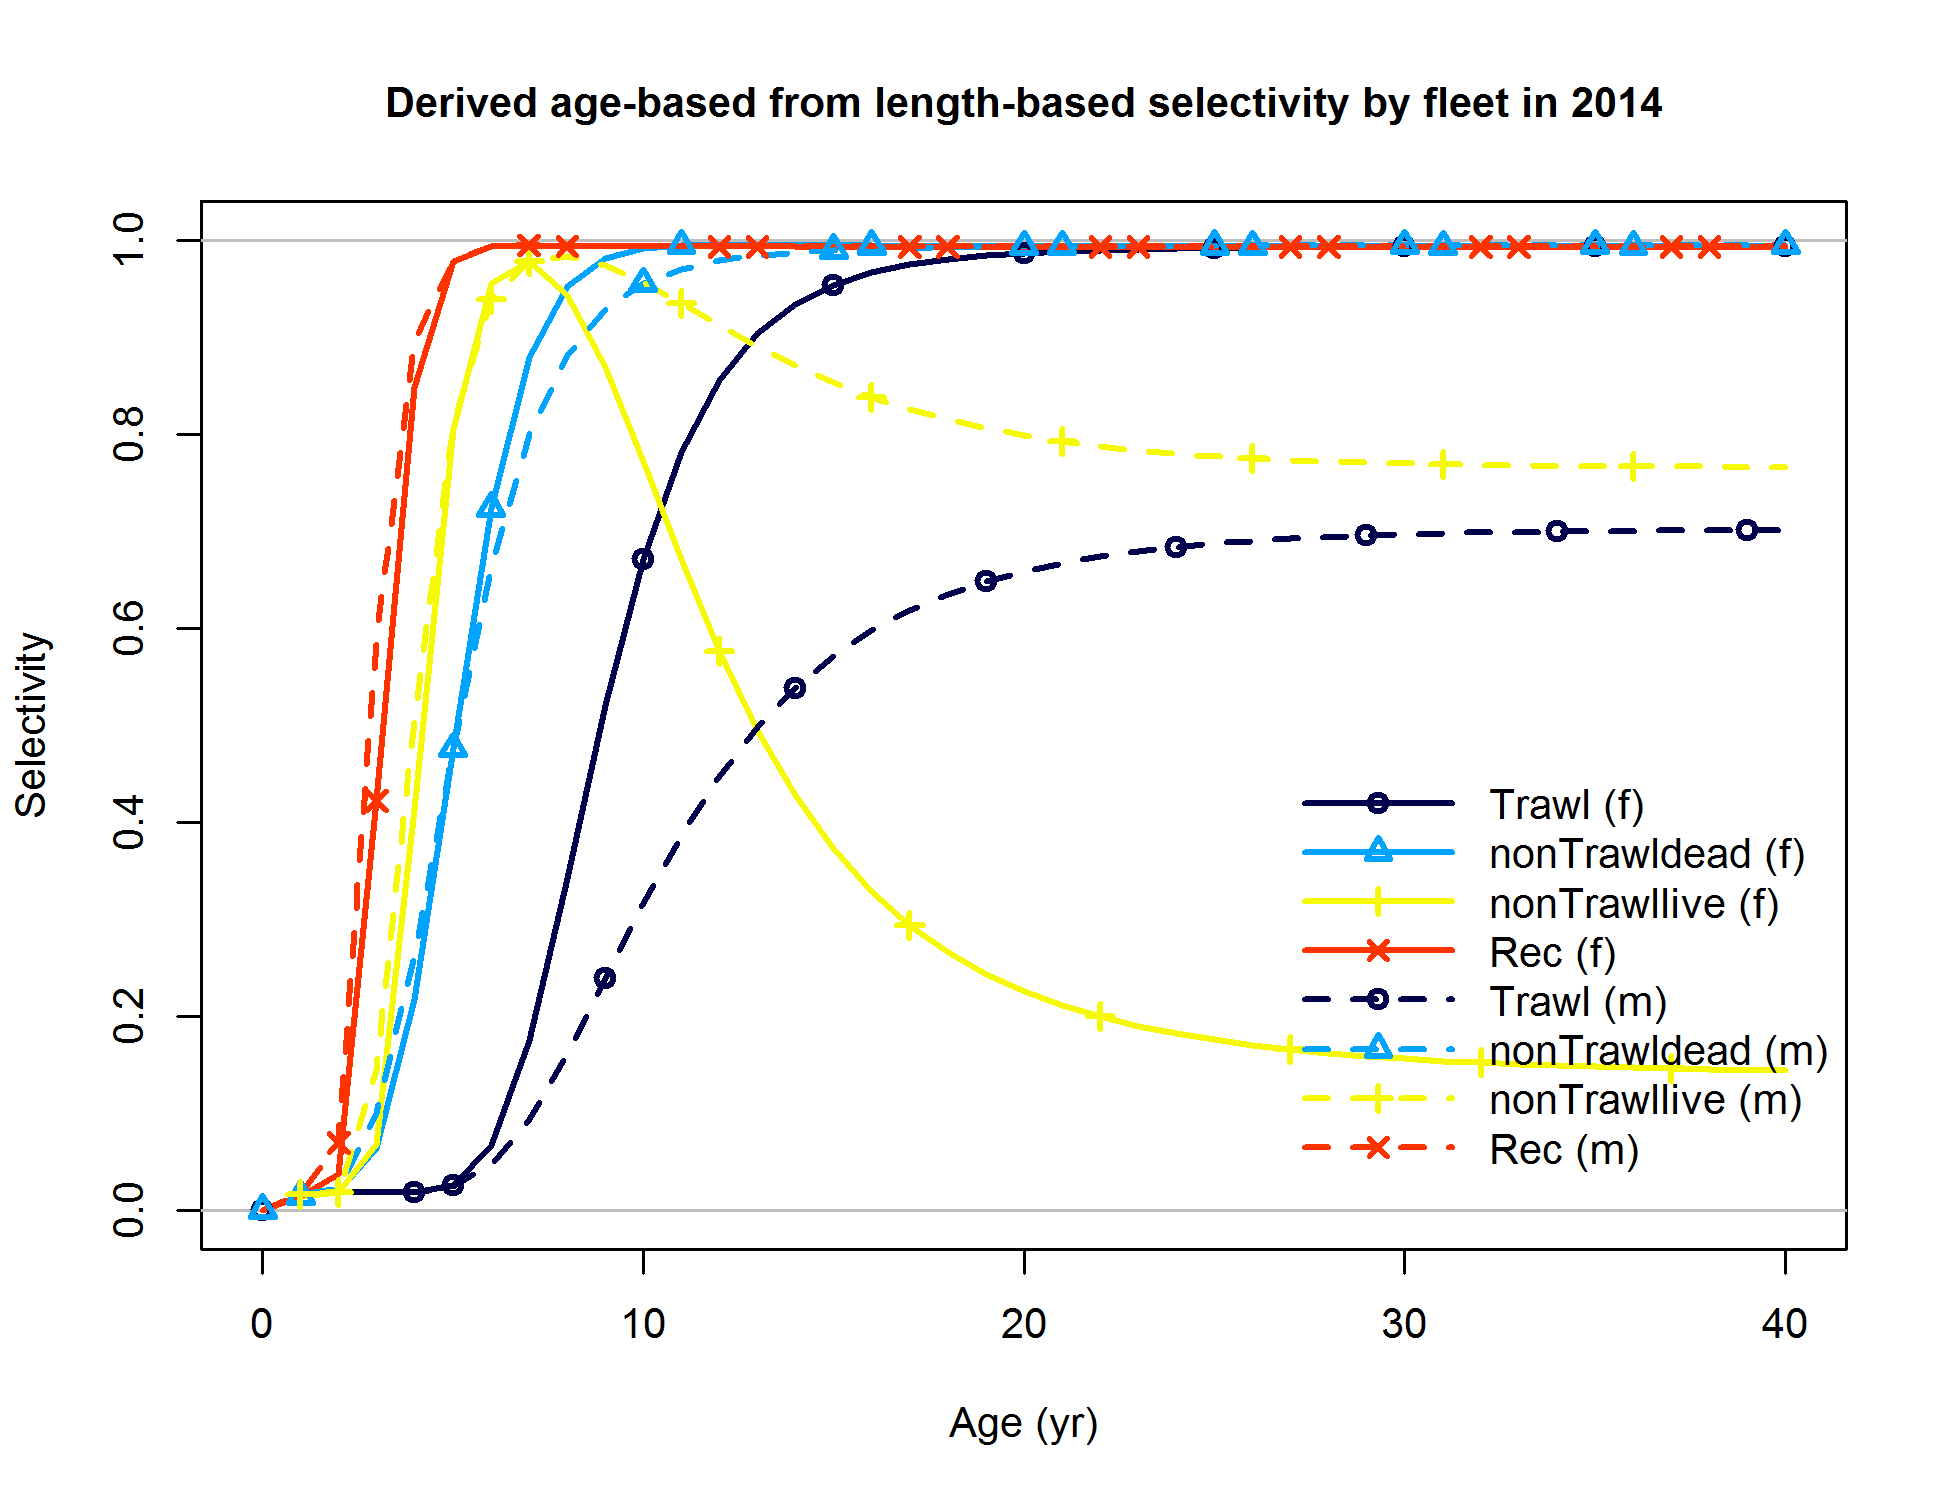 Derived age-based from length-based selectivity by fleet in 2014
Selectivity
1.0
0.8
0.6
0.4
0.2
0.0
Trawl (f)
nonTrawldead (f)
nonTrawllive (f)
Rec (f)
Trawl (m)
nonTrawldead (m)
nonTrawllive (m)
Rec (m)
0 10 20 30 40
Age (yr)